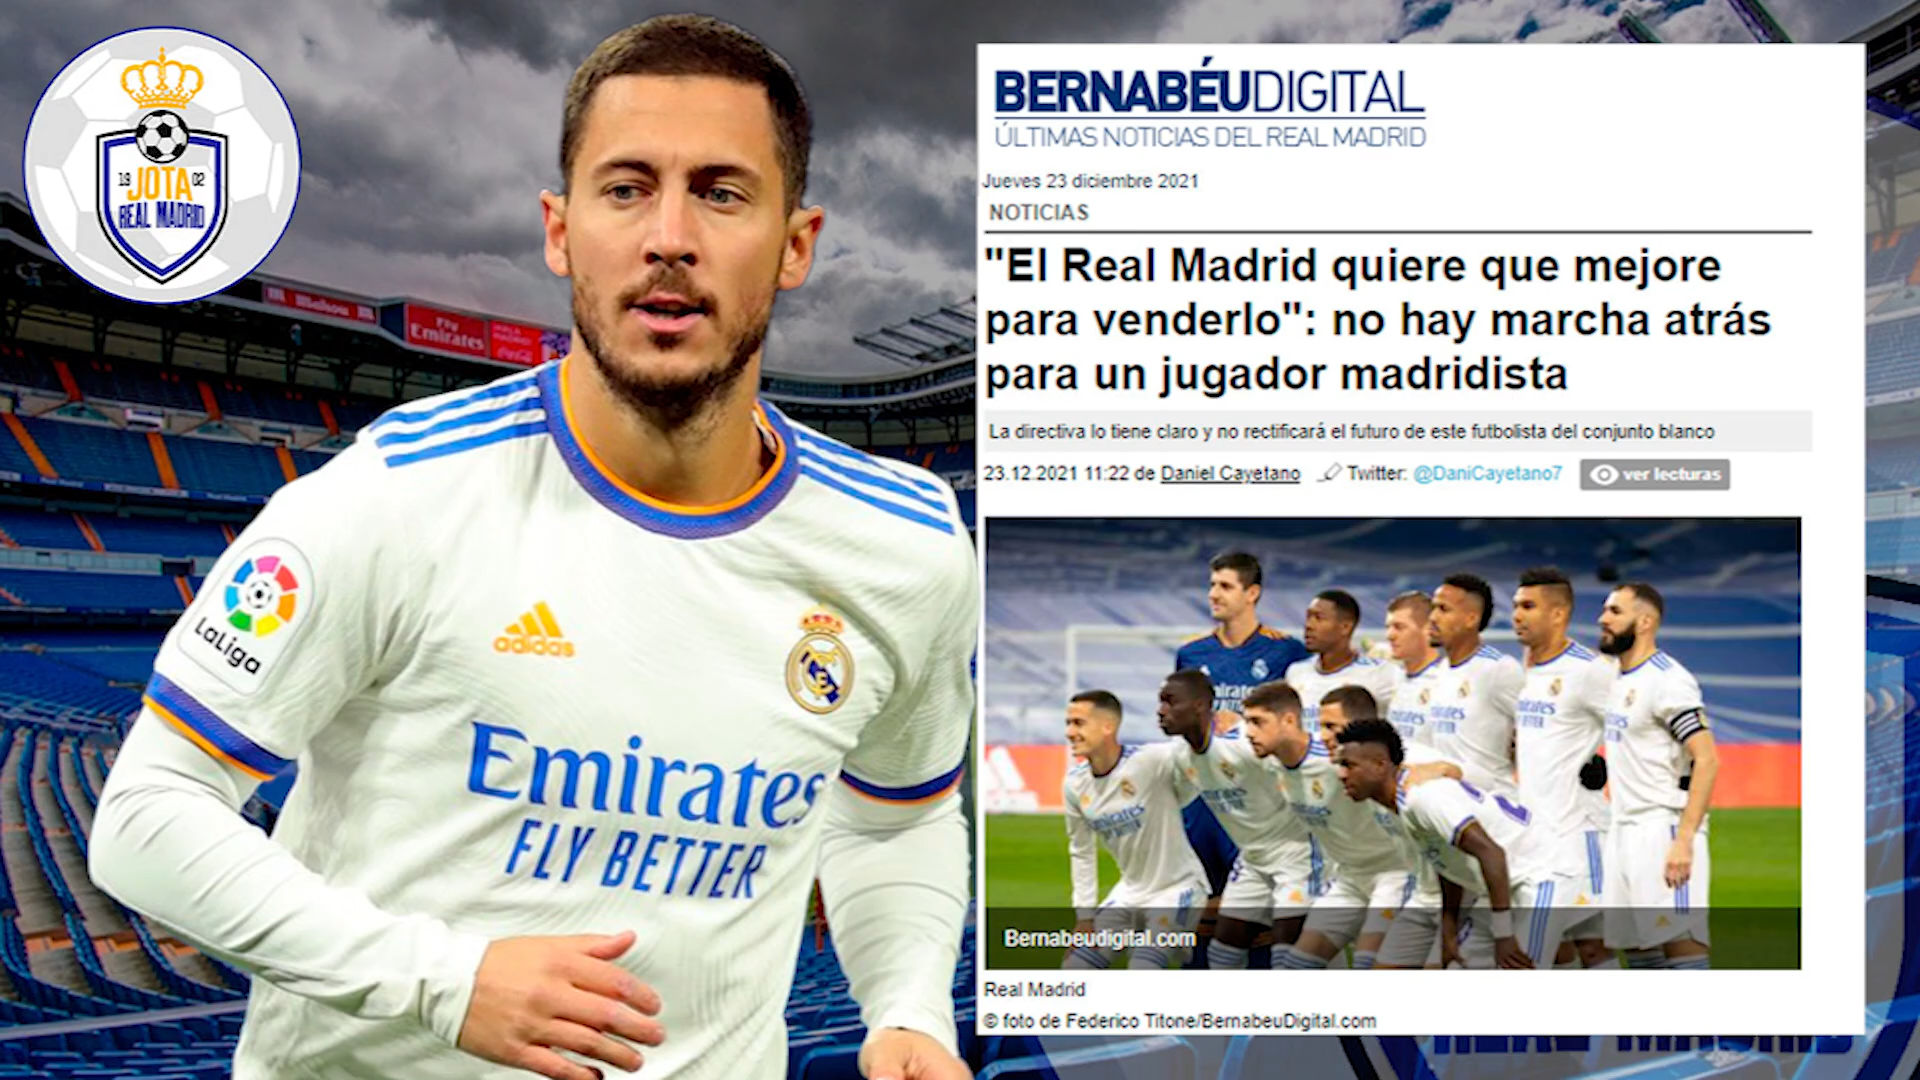 19 JOTA 02
REAL MADRID
Mahou
Fly
Emirates
LaLiga
adidas
Emirates
FLY BETTER
BERNABÉUDIGITAL
ÚLTIMAS NOTICIAS DEL REAL MADRID
Jueves 23 diciembre 2021
NOTICIAS
"El Real Madrid quiere que mejore
para venderlo": no hay marcha atrás
para un jugador madridista
La directiva lo tiene claro y no rectificará el futuro de este futbolista del conjunto blanco
23.12.2021 11:22 de Daniel Cayetano Twitter: @DaniCayetano7 ver lecturas
Bernabeudigital.com
Real Madrid
© foto de Federico Titone/BernabeuDigital.com